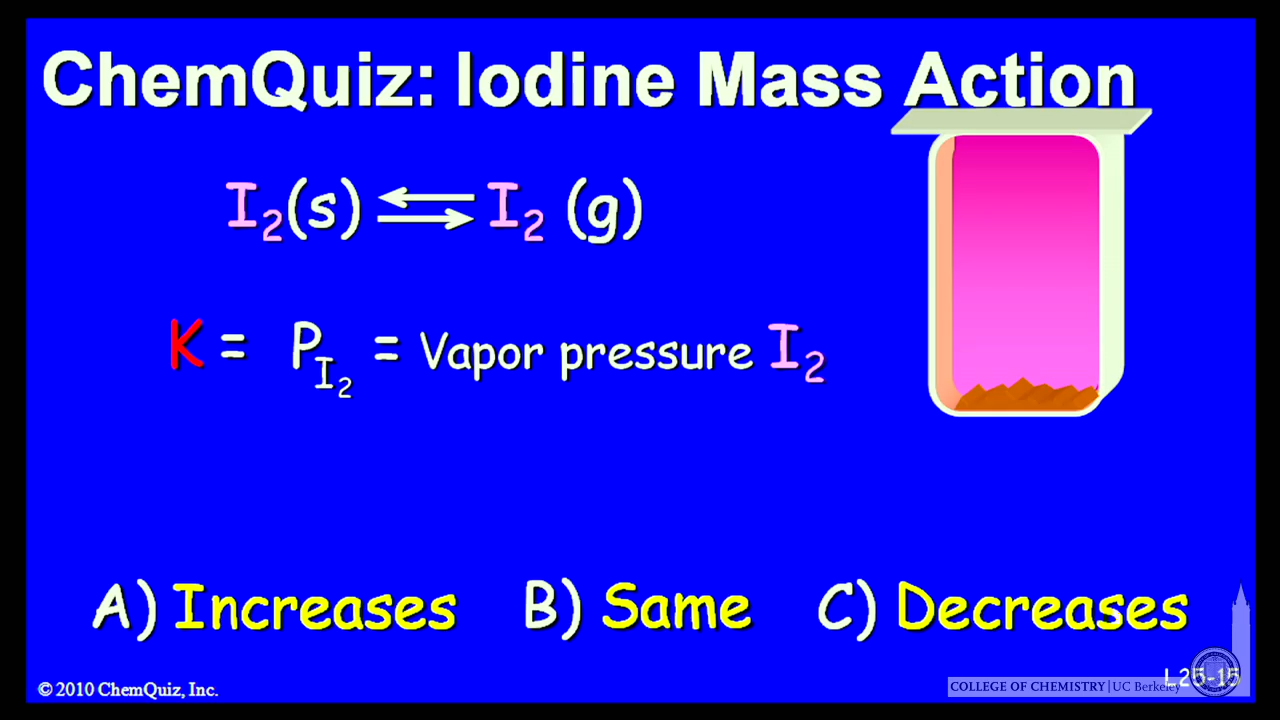 ChemQuiz: Iodine Mass Action
I₂(s) ⇌ I₂ (g)
K = P_I₂ = Vapor pressure I₂
A) Increases B) Same C) Decreases
© 2010 ChemQuiz, Inc.
L25-15
COLLEGE OF CHEMISTRY | UC Berkeley